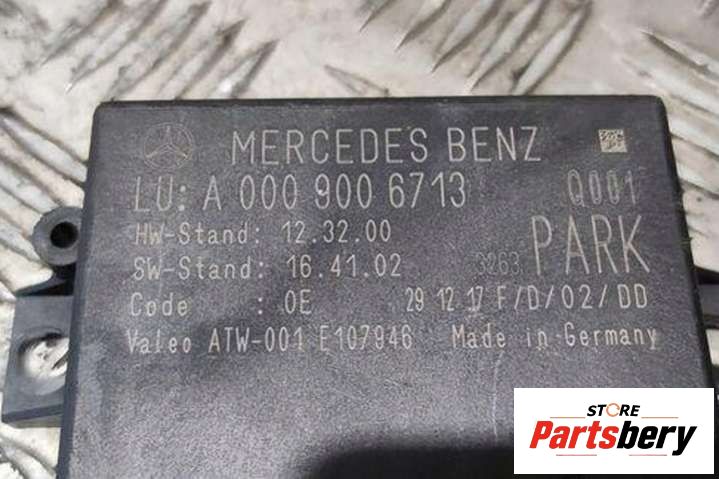 MERCEDES BENZ
LU: A 000 900 6713 Q001
HW-Stand: 12.32.00
SW-Stand: 16.41.02 3263 PARK
Code : 0E 29 12 17 F/D/02/DD
Valeo ATW-001 E107946 Made in Germany
STORE
Partsbery